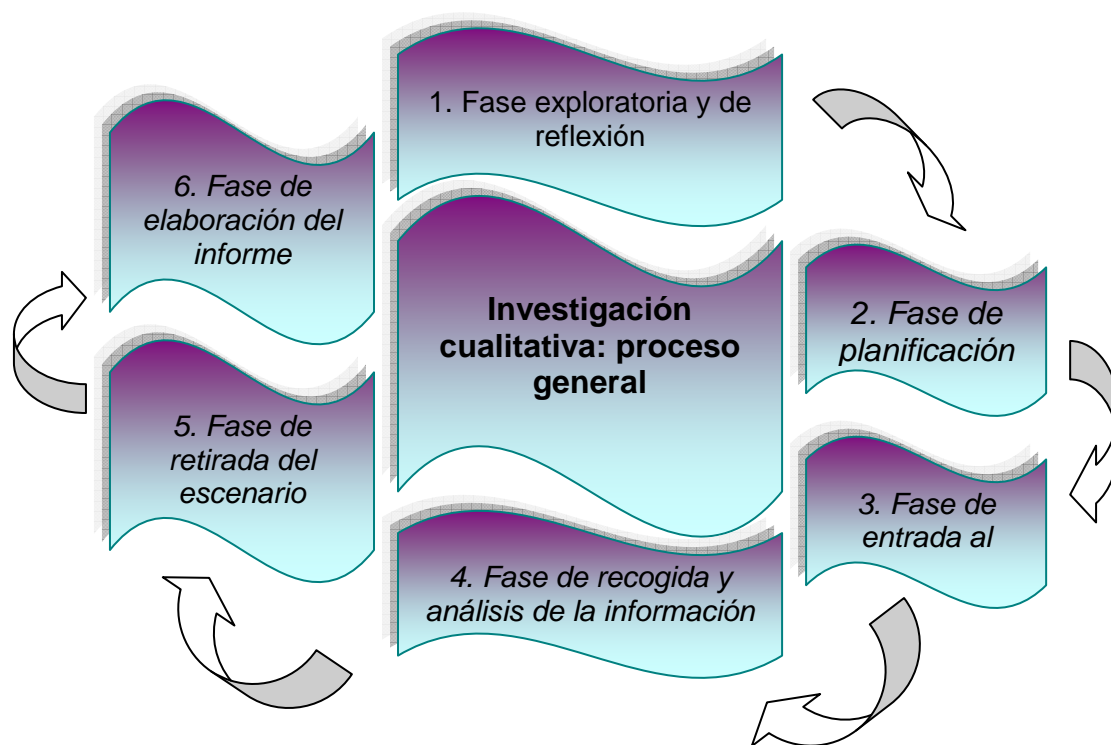 1. Fase exploratoria y de
reflexión
6. Fase de
elaboración del
informe
Investigación
cualitativa: proceso
general
2. Fase de
planificación
5. Fase de
retirada del
escenario
3. Fase de
entrada al
4. Fase de recogida y
análisis de la información